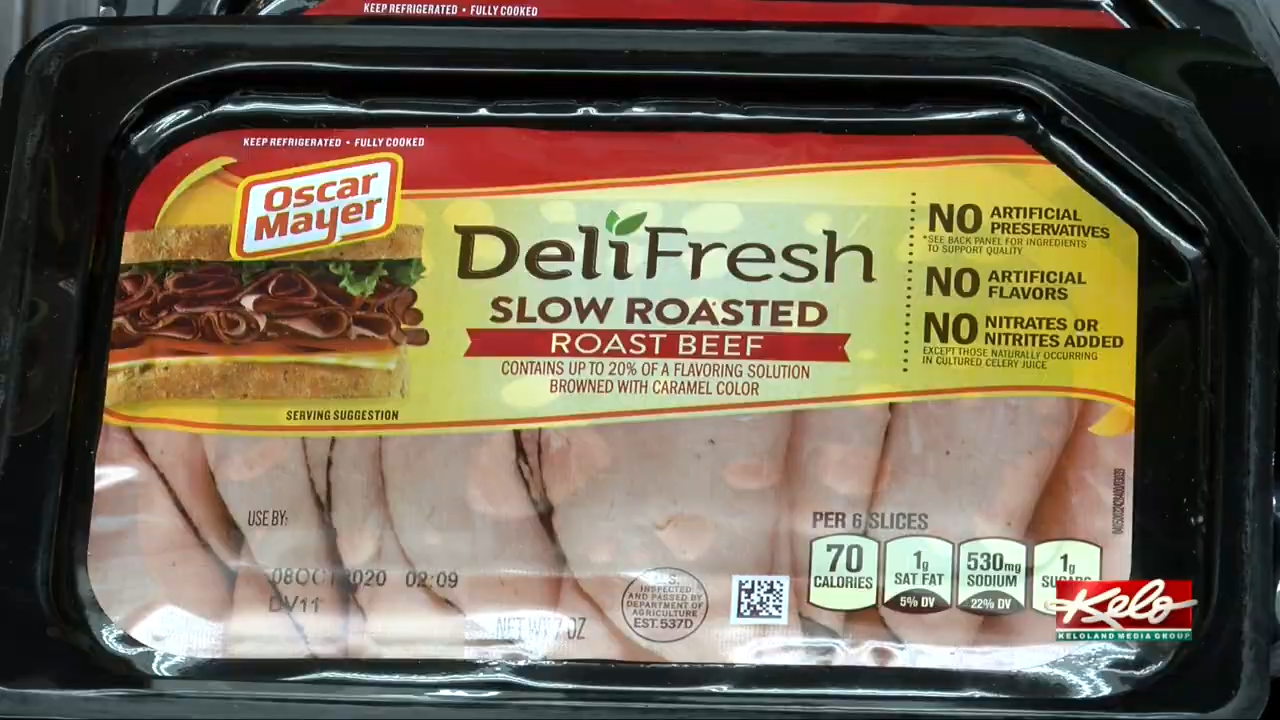 KEEP REFRIGERATED • FULLY COOKED
KEEP REFRIGERATED • FULLY COOKED
Oscar
Mayer
DeliFresh
SLOW ROASTED
ROAST BEEF
CONTAINS UP TO 20% OF A FLAVORING SOLUTION
BROWNED WITH CARAMEL COLOR
SERVING SUGGESTION
NO ARTIFICIAL
PRESERVATIVES
*SEE BACK PANEL FOR INGREDIENTS
TO SUPPORT QUALITY
NO ARTIFICIAL
FLAVORS
NO NITRATES OR
NITRITES ADDED
EXCEPT THOSE NATURALLY OCCURRING
IN CULTURED CELERY JUICE
USE BY:
08OCT2020 02:09
DV11
NET WT 7 OZ
U.S.
INSPECTED
AND PASSED BY
DEPARTMENT OF
AGRICULTURE
EST. 537D
PER 6 SLICES
70
CALORIES
1g
SAT FAT
5% DV
530mg
SODIUM
22% DV
1g
SUGARS
Kelo
KELOLAND MEDIA GROUP